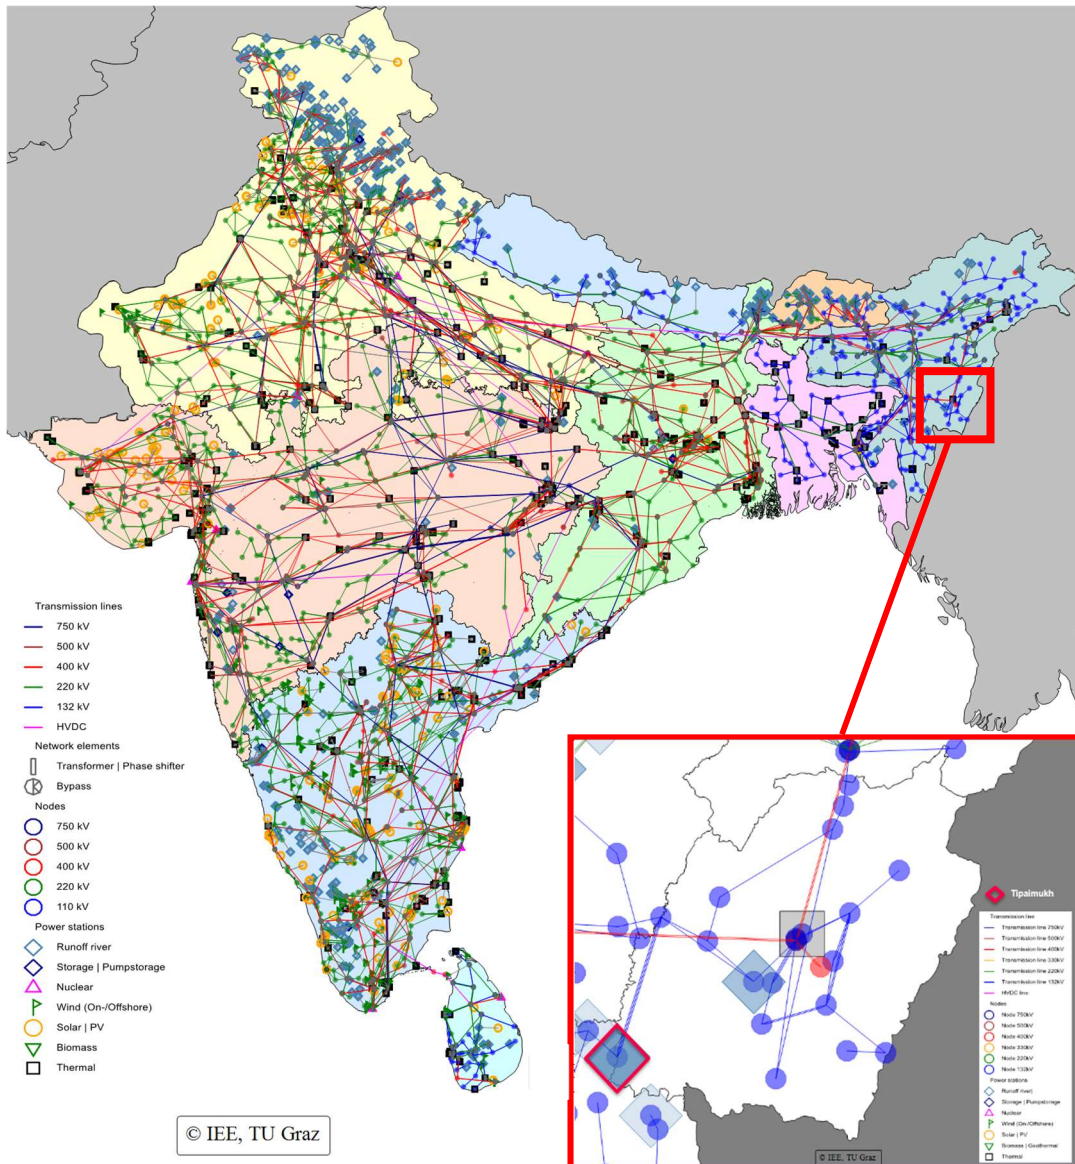 Transmission lines
750 kV
500 kV
400 kV
220 kV
132 kV
HVDC
Network elements
Transformer | Phase shifter
Bypass
Nodes
750 kV
500 kV
400 kV
220 kV
110 kV
Power stations
Runoff river
Storage | Pumpstorage
Nuclear
Wind (On-/Offshore)
Solar | PV
Biomass
Thermal
© IEE, TU Graz
Tipaimukh
Transmission line
Transmission line 750kV
Transmission line 500kV
Transmission line 400kV
Transmission line 330kV
Transmission line 220kV
Transmission line 132kV
HVDC line
Nodes
Node 750kV
Node 500kV
Node 400kV
Node 330kV
Node 220kV
Node 132kV
Power stations
Runoff river|
Storage | Pumpstorage
Nuclear
Wind (On-/Offshore)
Solar | PV
Biomass | Geothermal
Thermal
© IEE, TU Graz